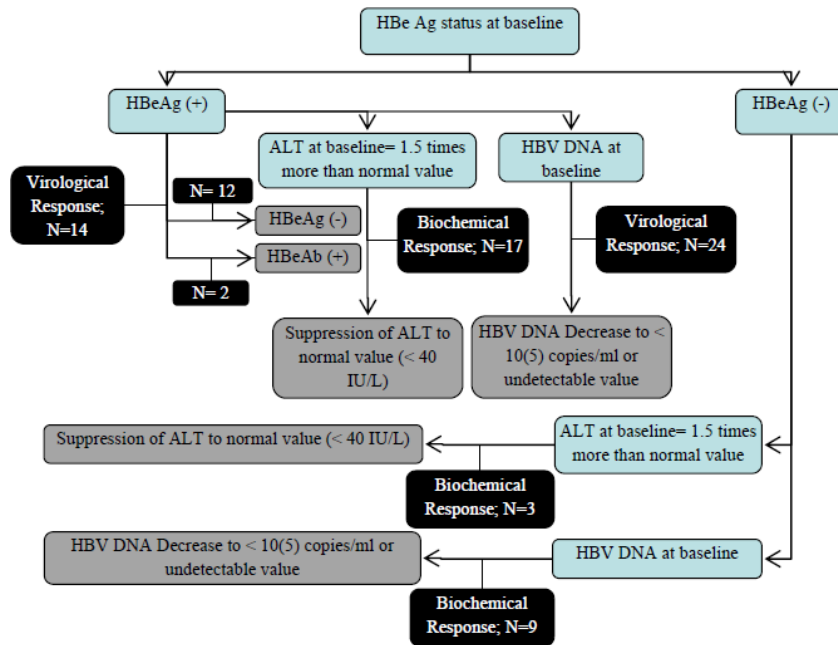 HBe Ag status at baseline
HBeAg (+)
HBeAg (-)
ALT at baseline= 1.5 times
more than normal value
HBV DNA at
baseline
Virological
Response;
N=14
N= 12
HBeAg (-)
HBeAb (+)
N= 2
Biochemical
Response; N=17
Virological
Response; N=24
Suppression of ALT to
normal value (< 40
IU/L)
HBV DNA Decrease to <
10(5) copies/ml or
undetectable value
Suppression of ALT to normal value (< 40 IU/L)
ALT at baseline= 1.5 times
more than normal value
Biochemical
Response; N=3
HBV DNA Decrease to < 10(5) copies/ml or
undetectable value
HBV DNA at baseline
Biochemical
Response; N=9